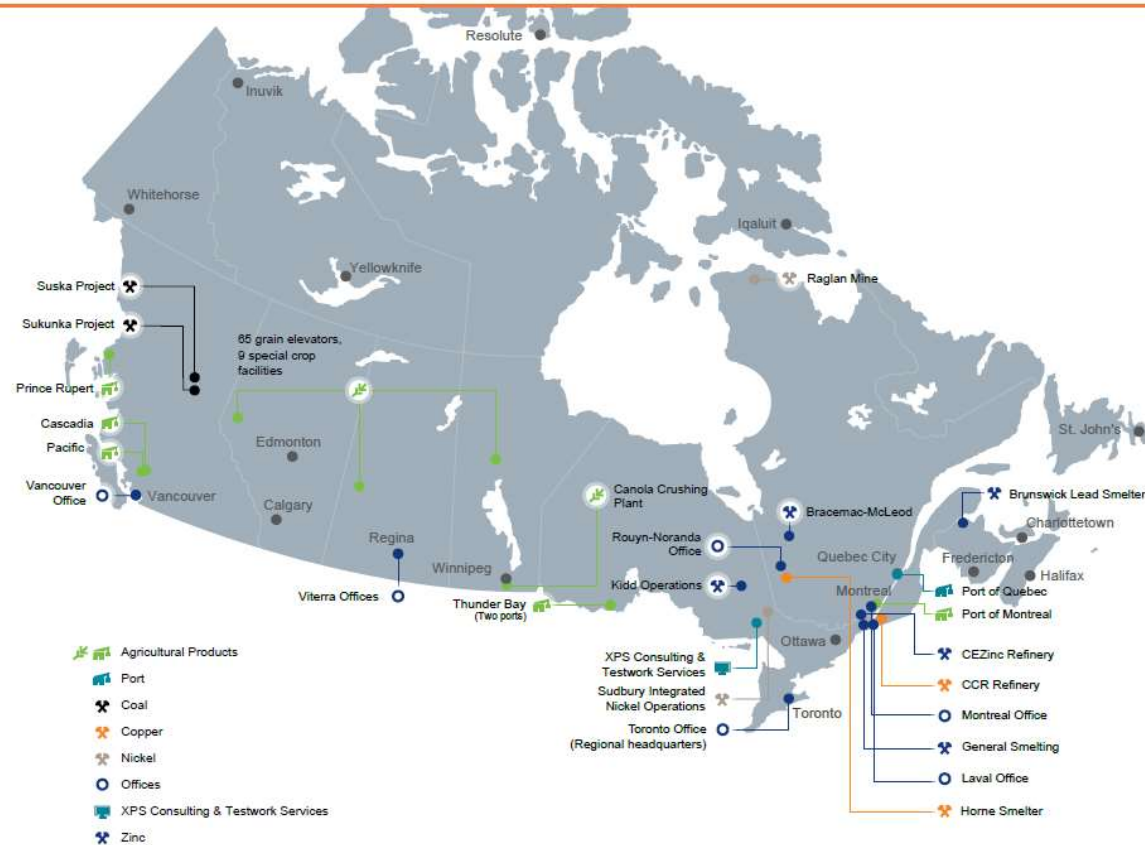 Resolute
Inuvik
Whitehorse
Iqaluit
Yellowknife
Suska Project
Raglan Mine
Sukunka Project
65 grain elevators,
9 special crop
facilities
Prince Rupert
Cascadia
St. John's
Pacific
Edmonton
Vancouver
Office
Vancouver
Canola Crushing
Plant
Brunswick Lead Smelter
Calgary
Bracemac-McLeod
Charlottetown
Regina
Rouyn-Noranda
Office
Quebec City
Fredericton
Winnipeg
Halifax
Kidd Operations
Montreal
Port of Quebec
Viterra Offices
Thunder Bay
(Two ports)
Port of Montreal
Ottawa
Agricultural Products
XPS Consulting &
Testwork Services
CEZinc Refinery
Port
CCR Refinery
Coal
Sudbury Integrated
Nickel Operations
Toronto
Montreal Office
Copper
Toronto Office
(Regional headquarters)
General Smelting
Nickel
Offices
Laval Office
XPS Consulting & Testwork Services
Horne Smelter
Zinc